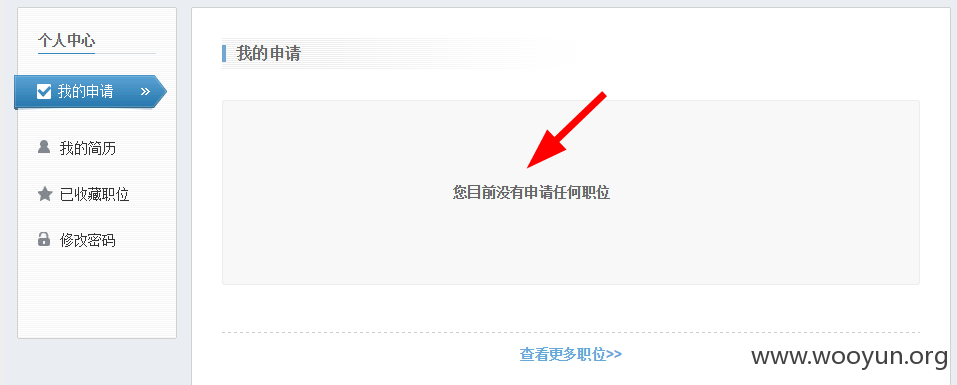 个人中心
我的申请 »
我的简历
已收藏职位
修改密码
我的申请
您目前没有申请任何职位
查看更多职位>>
www.wooyun.org